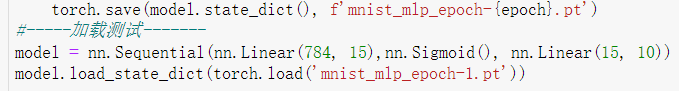 torch.save(model.state_dict(), f'mnist_mlp_epoch-{epoch}.pt')
#-----加载测试-------
model = nn.Sequential(nn.Linear(784, 15),nn.Sigmoid(), nn.Linear(15, 10))
model.load_state_dict(torch.load('mnist_mlp_epoch-1.pt'))